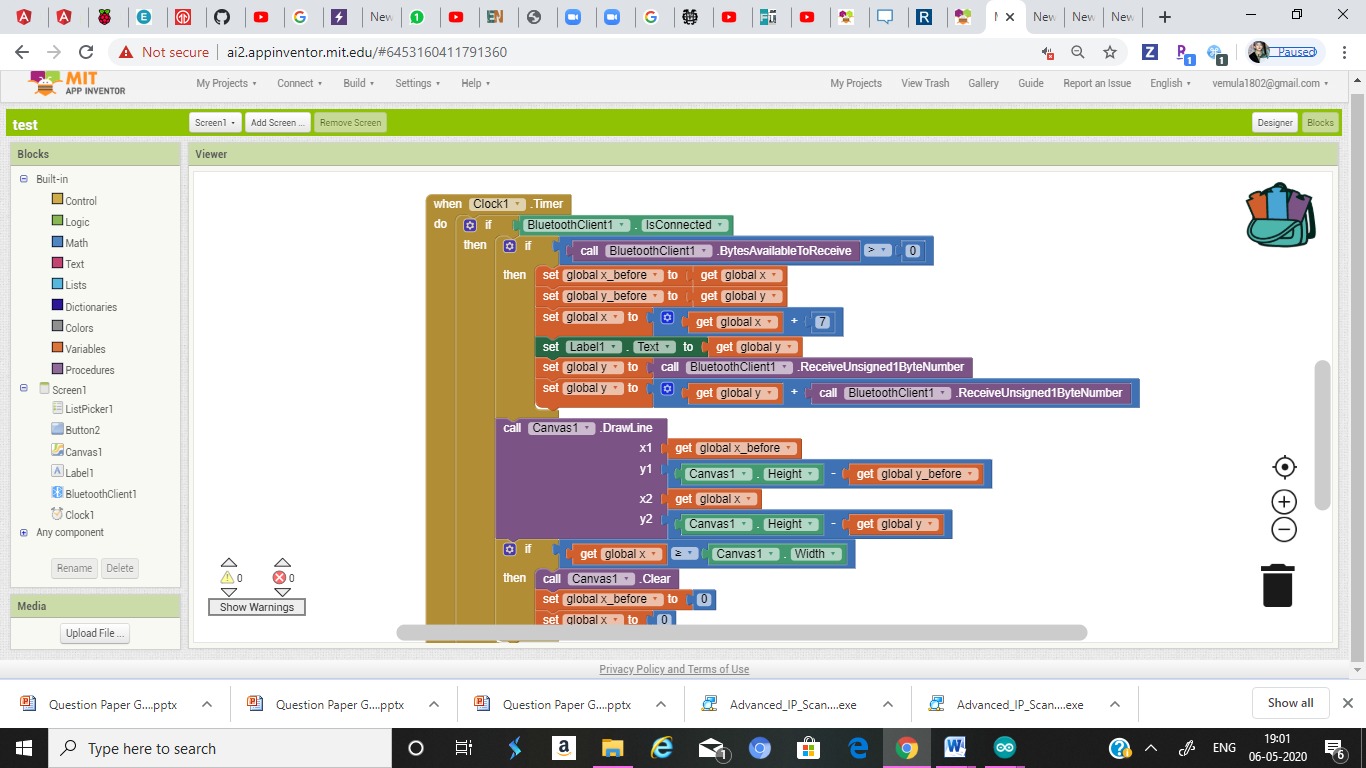 New
New
New
New
Not secure | ai2.appinventor.mit.edu/#6453160411791360
Paused
MIT
APP INVENTOR
My Projects Connect Build Settings Help My Projects View Trash Gallery Guide Report an Issue English vemula1802@gmail.com
test Screen1 Add Screen ... Remove Screen Designer Blocks
Blocks Viewer
Built-in
Control
Logic
Math
Text
Lists
Dictionaries
Colors
Variables
Procedures
Screen1
ListPicker1
Button2
Canvas1
Label1
BluetoothClient1
Clock1
Any component
Rename Delete
Media
Upload File ...
when Clock1 .Timer
do if BluetoothClient1 . IsConnected
then if call BluetoothClient1 .BytesAvailableToReceive > 0
then set global x_before to get global x
set global y_before to get global y
set global x to get global x + 7
set Label1 . Text to get global y
set global y to call BluetoothClient1 .ReceiveUnsigned1ByteNumber
set global y to get global y + call BluetoothClient1 .ReceiveUnsigned1ByteNumber
call Canvas1 .DrawLine
x1 get global x_before
y1 Canvas1 . Height - get global y_before
x2 get global x
y2 Canvas1 . Height - get global y
if get global x ≥ Canvas1 . Width
then call Canvas1 .Clear
set global x_before to 0
set global x to 0
0 0
Show Warnings
Privacy Policy and Terms of Use
Question Paper G....pptx Question Paper G....pptx Question Paper G....pptx Advanced_IP_Scan....exe Advanced_IP_Scan....exe Show all
Type here to search
ENG
19:01
06-05-2020
6